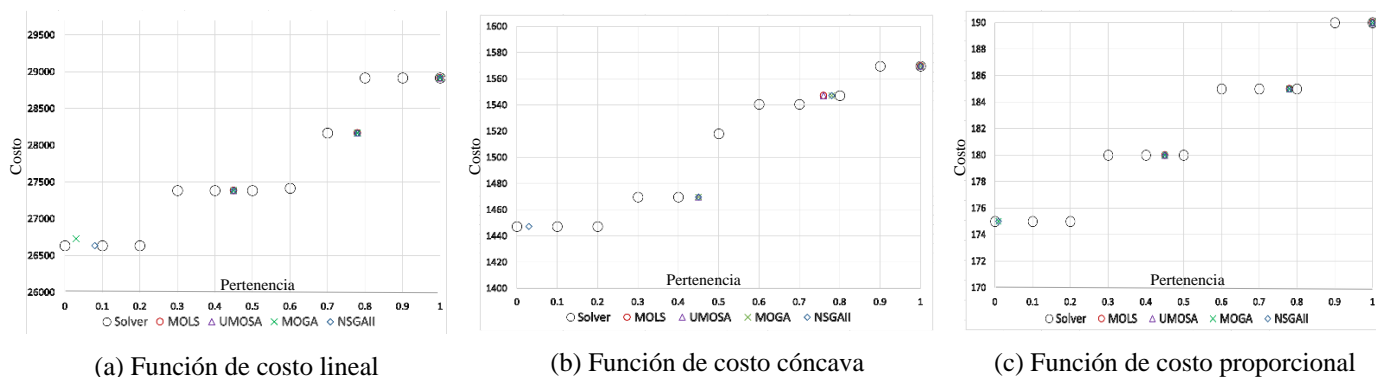 29500
29000
28500
28000
27500
27000
26500
26000
Costo
Pertenencia
0 0.1 0.2 0.3 0.4 0.5 0.6 0.7 0.8 0.9 1
Solver MOLS UMOSA MOGA NSGAII
(a) Función de costo lineal
1600
1580
1560
1540
1520
1500
1480
1460
1440
1420
1400
Costo
Pertenencia
0 0.1 0.2 0.3 0.4 0.5 0.6 0.7 0.8 0.9 1
Solver MOLS UMOSA MOGA NSGAII
(b) Función de costo cóncava
190
188
186
184
182
180
178
176
174
172
170
Costo
Pertenencia
0 0.1 0.2 0.3 0.4 0.5 0.6 0.7 0.8 0.9 1
Solver MOLS UMOSA MOGA NSGAII
(c) Función de costo proporcional